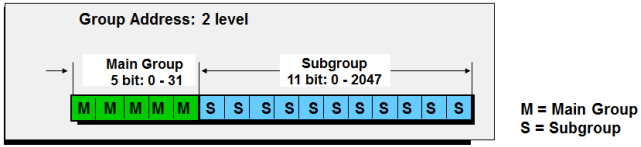 Group Address: 2 level
Main Group
5 bit: 0 - 31
Subgroup
11 bit: 0 - 2047
M M M M M S S S S S S S S S S S
M = Main Group
S = Subgroup